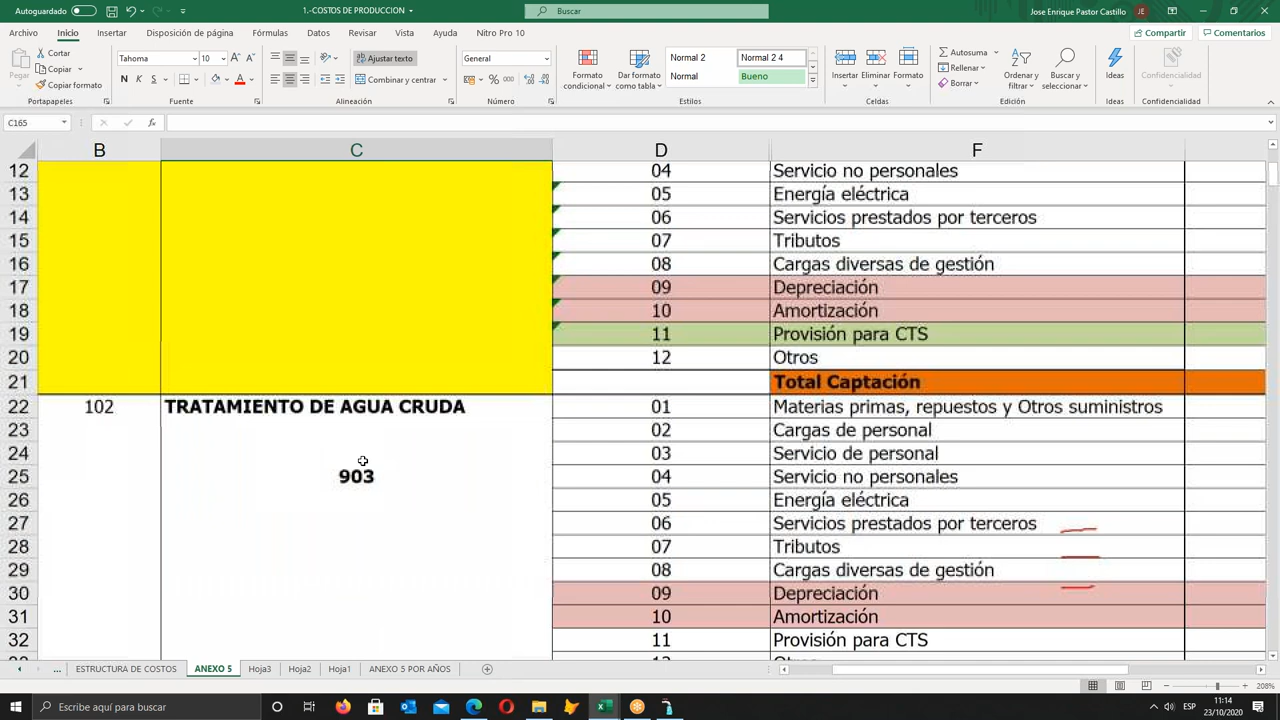 Autoguardado
1.-COSTOS DE PRODUCCION
Buscar
Jose Enrique Pastor Castillo
JE
Archivo Inicio Insertar Disposición de página Fórmulas Datos Revisar Vista Ayuda Nitro Pro 10
Compartir Comentarios
Pegar
Cortar
Copiar
Copiar formato
Portapapeles
Tahoma 10
N K S
Fuente
Ajustar texto
Combinar y centrar
Alineación
General
% 000
Número
Formato condicional
Dar formato como tabla
Normal 2 Normal 2 4
Normal Bueno
Estilos
Insertar Eliminar Formato
Celdas
Autosuma
Rellenar
Borrar
Ordenar y filtrar
Buscar y seleccionar
Edición
Ideas
Ideas
Confidencialidad
Confidencialidad
C165
fx
B C D F
12 04 Servicio no personales
13 05 Energía eléctrica
14 06 Servicios prestados por terceros
15 07 Tributos
16 08 Cargas diversas de gestión
17 09 Depreciación
18 10 Amortización
19 11 Provisión para CTS
20 12 Otros
21 Total Captación
22 102 TRATAMIENTO DE AGUA CRUDA 01 Materias primas, repuestos y Otros suministros
23 02 Cargas de personal
24 03 Servicio de personal
25 903 04 Servicio no personales
26 05 Energía eléctrica
27 06 Servicios prestados por terceros
28 07 Tributos
29 08 Cargas diversas de gestión
30 09 Depreciación
31 10 Amortización
32 11 Provisión para CTS
... ESTRUCTURA DE COSTOS ANEXO 5 Hoja3 Hoja2 Hoja1 ANEXO 5 POR AÑOS
208%
Escribe aquí para buscar
ESP
11:14
23/10/2020